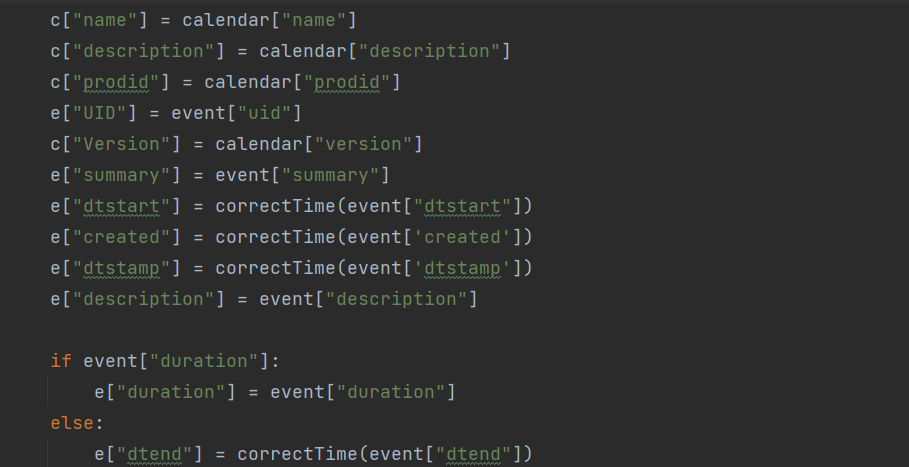 c["name"] = calendar["name"]
c["description"] = calendar["description"]
c["prodid"] = calendar["prodid"]
e["UID"] = event["uid"]
c["Version"] = calendar["version"]
e["summary"] = event["summary"]
e["dtstart"] = correctTime(event["dtstart"])
e["created"] = correctTime(event['created'])
e["dtstamp"] = correctTime(event['dtstamp'])
e["description"] = event["description"]

if event["duration"]:
    e["duration"] = event["duration"]
else:
    e["dtend"] = correctTime(event["dtend"])